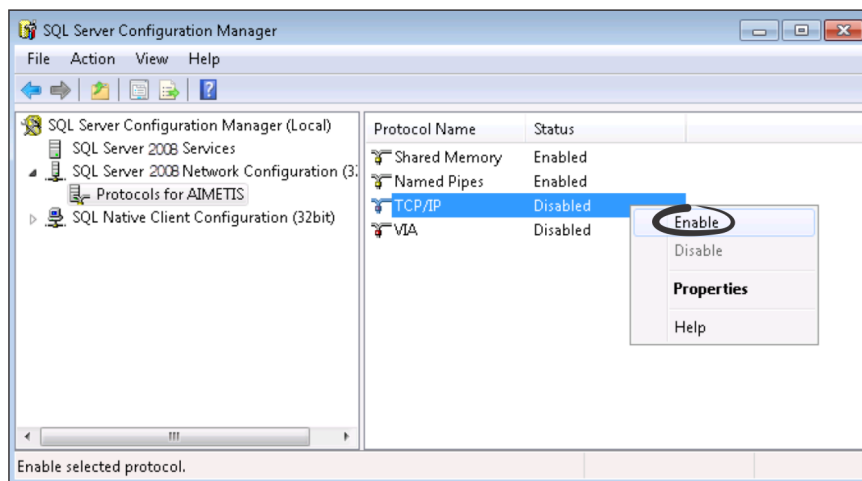 SQL Server Configuration Manager
File Action View Help
SQL Server Configuration Manager (Local)
SQL Server 2008 Services
SQL Server 2008 Network Configuration (3
Protocols for AIMETIS
SQL Native Client Configuration (32bit)
Protocol Name Status
Shared Memory Enabled
Named Pipes Enabled
TCP/IP Disabled
VIA Disabled
Enable
Disable
Properties
Help
Enable selected protocol.